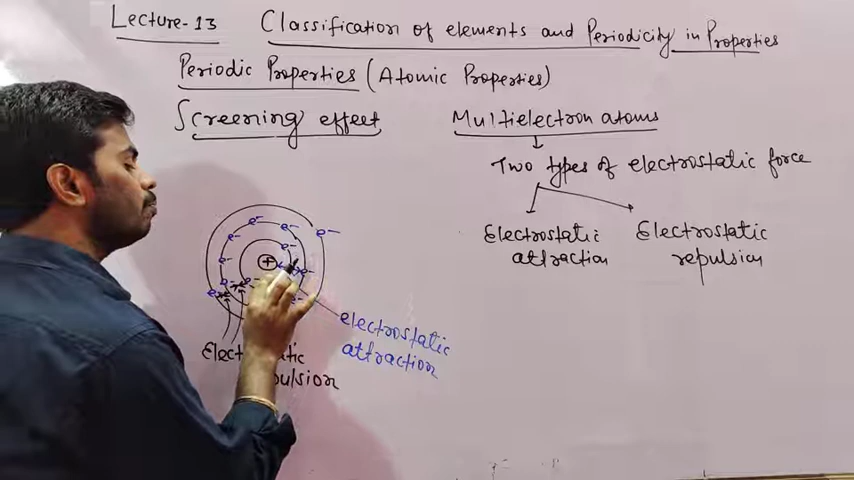 Lecture-13 Classification of elements and Periodicity in Properties
Periodic Properties (Atomic Properties)
Screening effect
Multielectron atoms
Two types of electrostatic force
Electrostatic attraction
Electrostatic repulsion
e- e- e-
e- e-
e- + e-
e- e-
e-
electrostatic
attraction